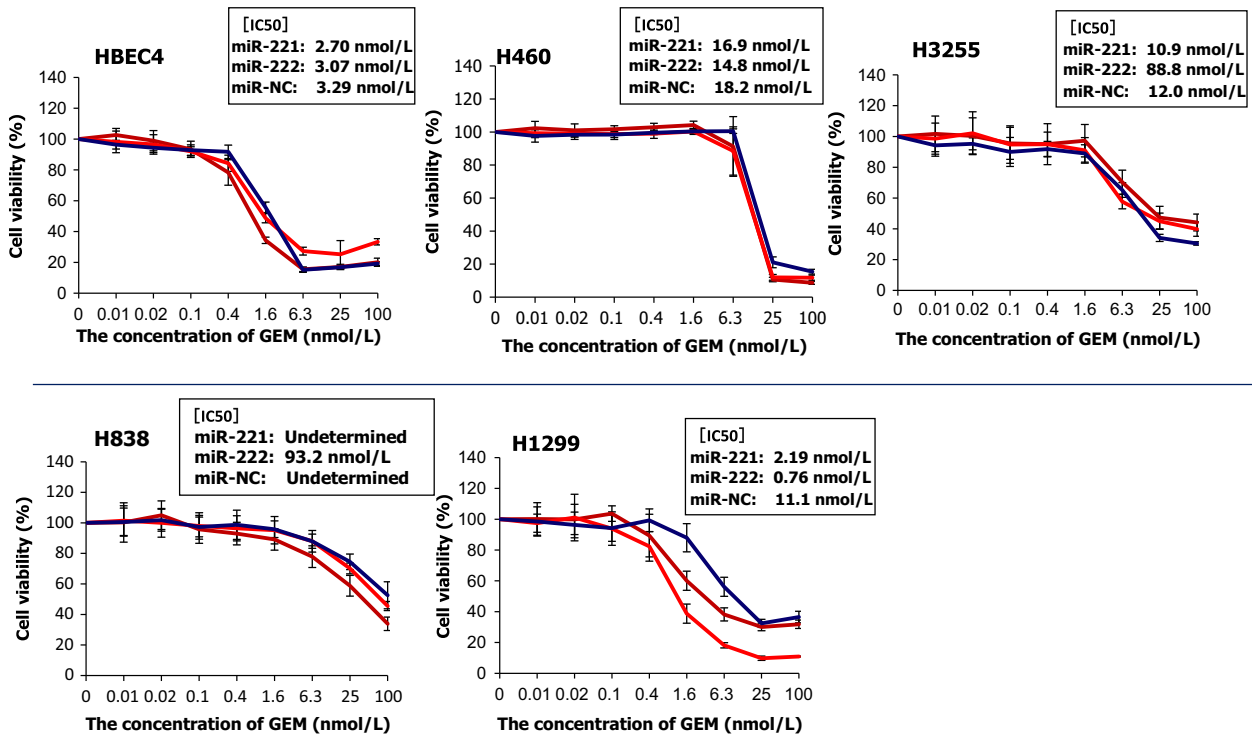 HBEC4
[IC50]
miR-221: 2.70 nmol/L
miR-222: 3.07 nmol/L
miR-NC: 3.29 nmol/L
Cell viability (%)
140
120
100
80
60
40
20
0
0 0.01 0.02 0.1 0.4 1.6 6.3 25 100
The concentration of GEM (nmol/L)
H460
[IC50]
miR-221: 16.9 nmol/L
miR-222: 14.8 nmol/L
miR-NC: 18.2 nmol/L
Cell viability (%)
140
120
100
80
60
40
20
0
0 0.01 0.02 0.1 0.4 1.6 6.3 25 100
The concentration of GEM (nmol/L)
H3255
[IC50]
miR-221: 10.9 nmol/L
miR-222: 88.8 nmol/L
miR-NC: 12.0 nmol/L
Cell viability (%)
140
120
100
80
60
40
20
0
0 0.01 0.02 0.1 0.4 1.6 6.3 25 100
The concentration of GEM (nmol/L)
H838
[IC50]
miR-221: Undetermined
miR-222: 93.2 nmol/L
miR-NC: Undetermined
Cell viability (%)
140
120
100
80
60
40
20
0
0 0.01 0.02 0.1 0.4 1.6 6.3 25 100
The concentration of GEM (nmol/L)
H1299
[IC50]
miR-221: 2.19 nmol/L
miR-222: 0.76 nmol/L
miR-NC: 11.1 nmol/L
Cell viability (%)
140
120
100
80
60
40
20
0
0 0.01 0.02 0.1 0.4 1.6 6.3 25 100
The concentration of GEM (nmol/L)